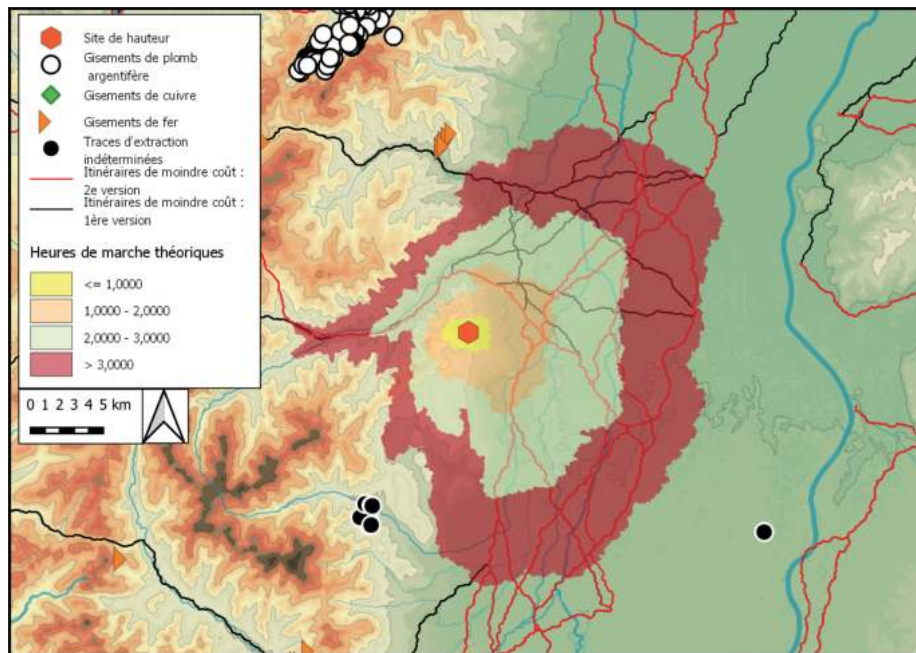 Site de hauteur
Gisements de plomb
argentifère
Gisements de cuivre
Gisements de fer
Traces d'extraction
indéterminées
Itinéraires de moindre coût :
2e version
Itinéraires de moindre coût :
1ère version
Heures de marche théoriques
<= 1,0000
1,0000 - 2,0000
2,0000 - 3,0000
> 3,0000
0 1 2 3 4 5 km